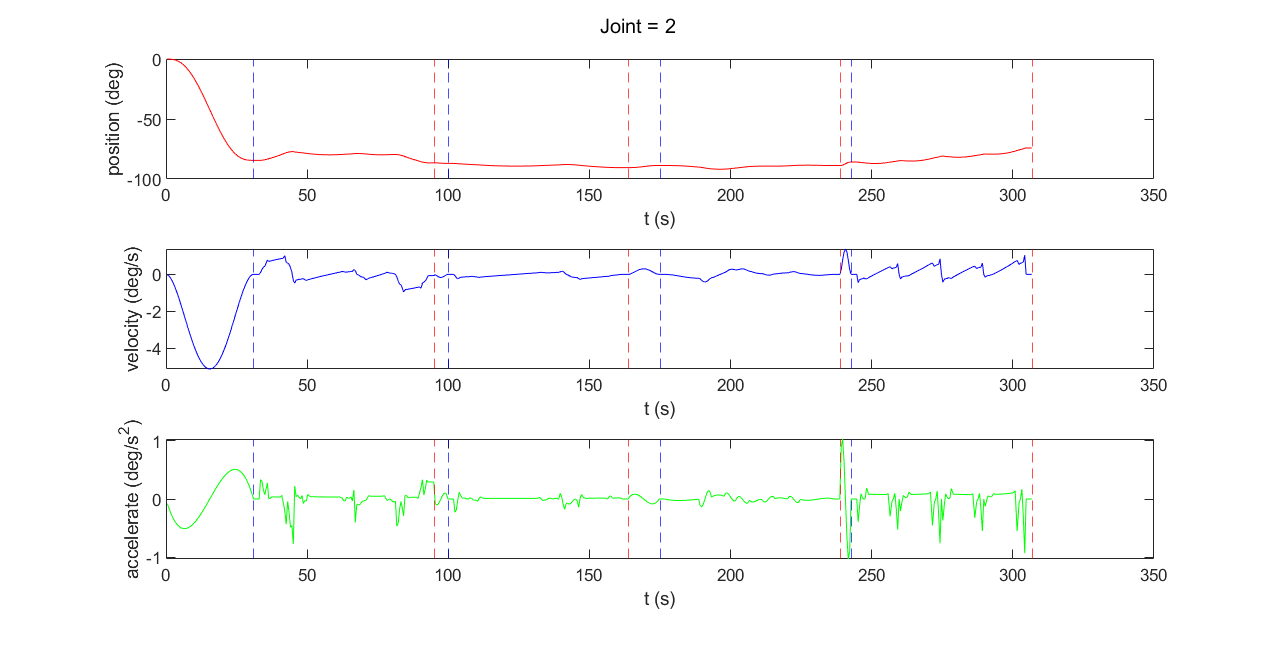 Joint = 2
0
-50
-100
position (deg)
0 50 100 150 200 250 300 350
t (s)
0
-2
-4
velocity (deg/s)
0 50 100 150 200 250 300 350
t (s)
1
0
-1
accelerate (deg/s²)
0 50 100 150 200 250 300 350
t (s)